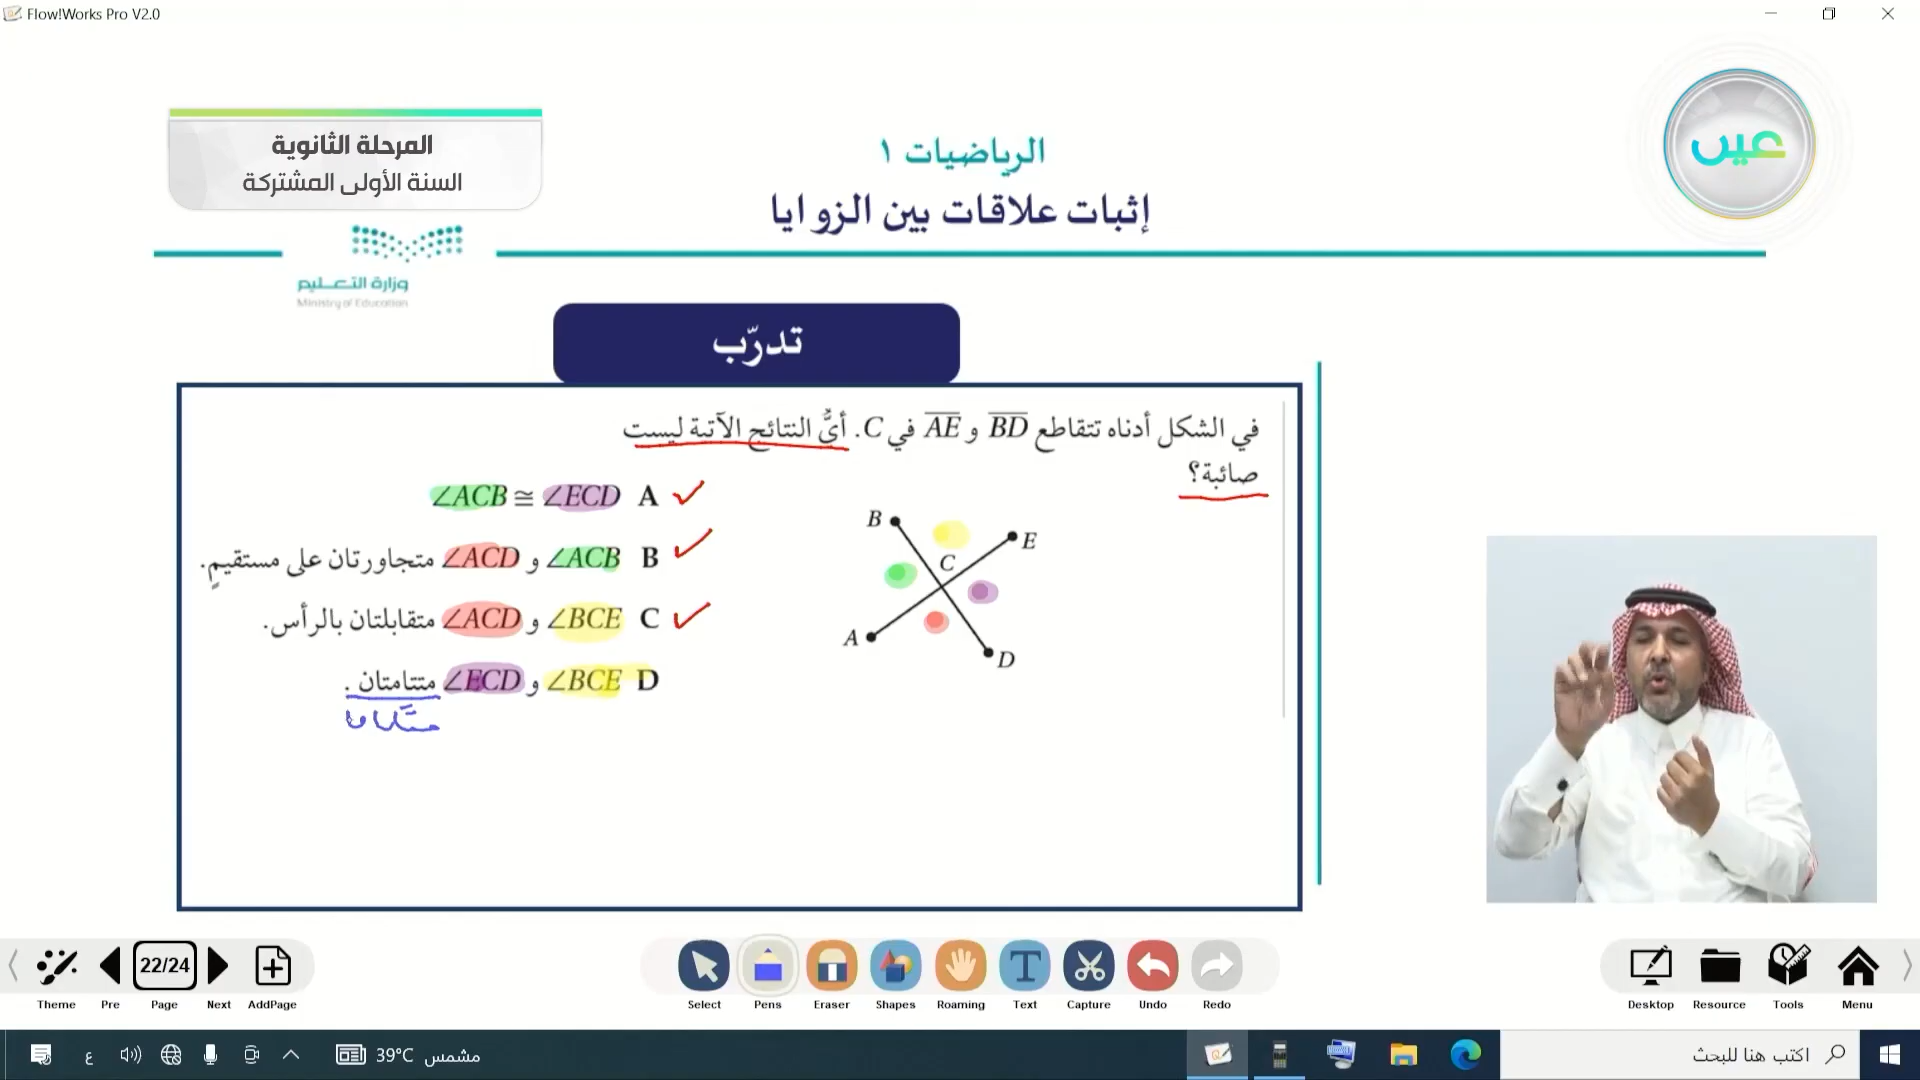 Flow!Works Pro V2.0
المرحلة الثانوية
السنة الأولى المشتركة
الرياضيات ١
إثبات علاقات بين الزوايا
عين
وزارة التعليم
Ministry of Education
تدرّب
في الشكل أدناه تتقاطع BD و AE في C. أيُّ النتائج الآتية ليست
صائبة؟
A ∠ACB ≅ ∠ECD
B ∠ACB و ∠ACD متجاورتان على مستقيمٍ.
C ∠BCE و ∠ACD متقابلتان بالرأس.
D ∠BCE و ∠ECD متتامتان .
B
E
C
A
D
22/24
Theme
Pre
Page
Next
AddPage
Select
Pens
Eraser
Shapes
Roaming
Text
Capture
Undo
Redo
Desktop
Resource
Tools
Menu
ع
39°C مشمس
اكتب هنا للبحث